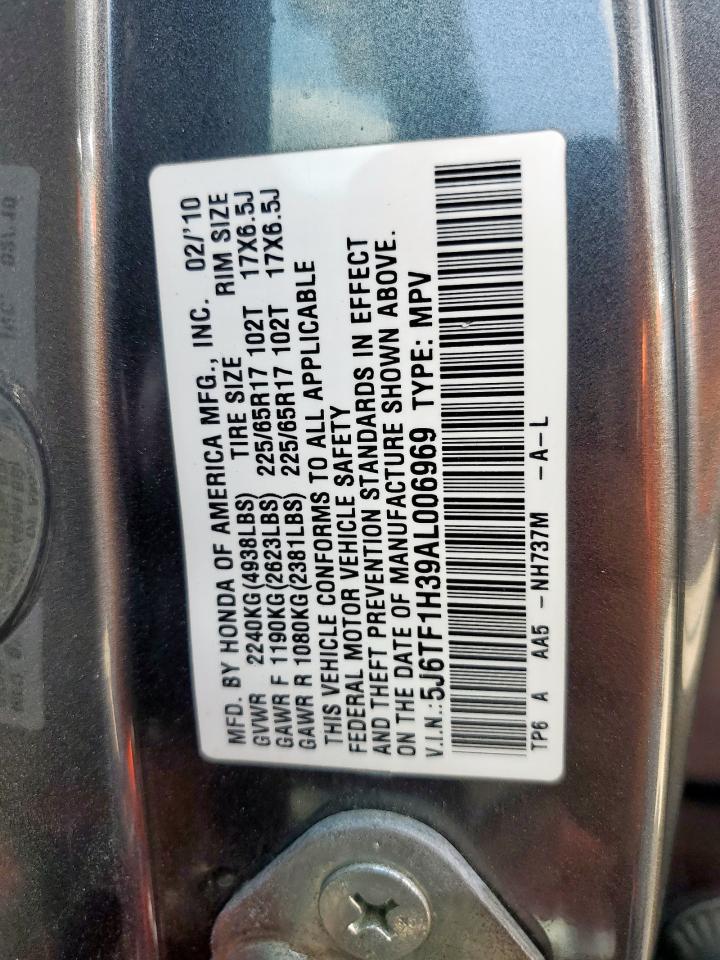 MFD. BY HONDA OF AMERICA MFG., INC. 02/'10
GVWR 2240KG(4938LBS) TIRE SIZE RIM SIZE
GAWR F 1190KG(2623LBS) 225/65R17 102T 17X6.5J
GAWR R 1080KG(2381LBS) 225/65R17 102T 17X6.5J
THIS VEHICLE CONFORMS TO ALL APPLICABLE
FEDERAL MOTOR VEHICLE SAFETY
AND THEFT PREVENTION STANDARDS IN EFFECT
ON THE DATE OF MANUFACTURE SHOWN ABOVE.
V.I.N.:5J6TF1H39AL006969 TYPE: MPV
TP6 A AA5 -NH737M -A-L